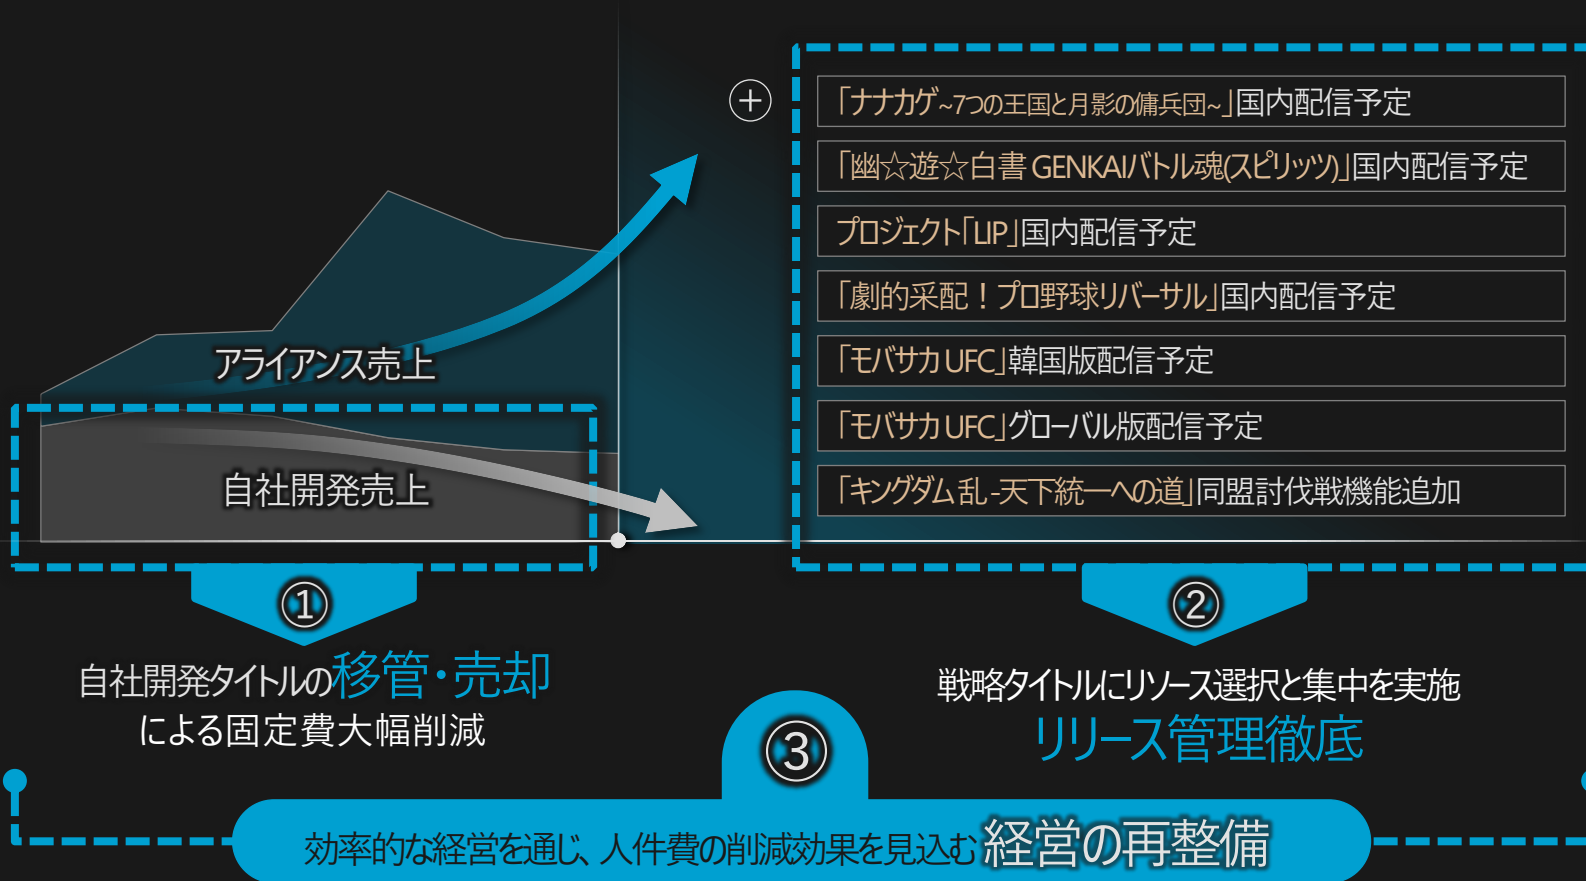 「ナナカゲ~7つの王国と月影の傭兵団~」国内配信予定
「幽☆遊☆白書 GENKAIバトル魂(スピリッツ)」国内配信予定
プロジェクト「LIP」国内配信予定
「劇的采配！プロ野球リバーサル」国内配信予定
「モバサカUFC」韓国版配信予定
「モバサカUFC」グローバル版配信予定
「キングダム乱-天下統一への道」同盟討伐戦機能追加
アライアンス売上
自社開発売上
①
自社開発タイトルの移管・売却
による固定費大幅削減
②
戦略タイトルにリソース選択と集中を実施
リリース管理徹底
③
効率的な経営を通じ、人件費の削減効果を見込む経営の再整備